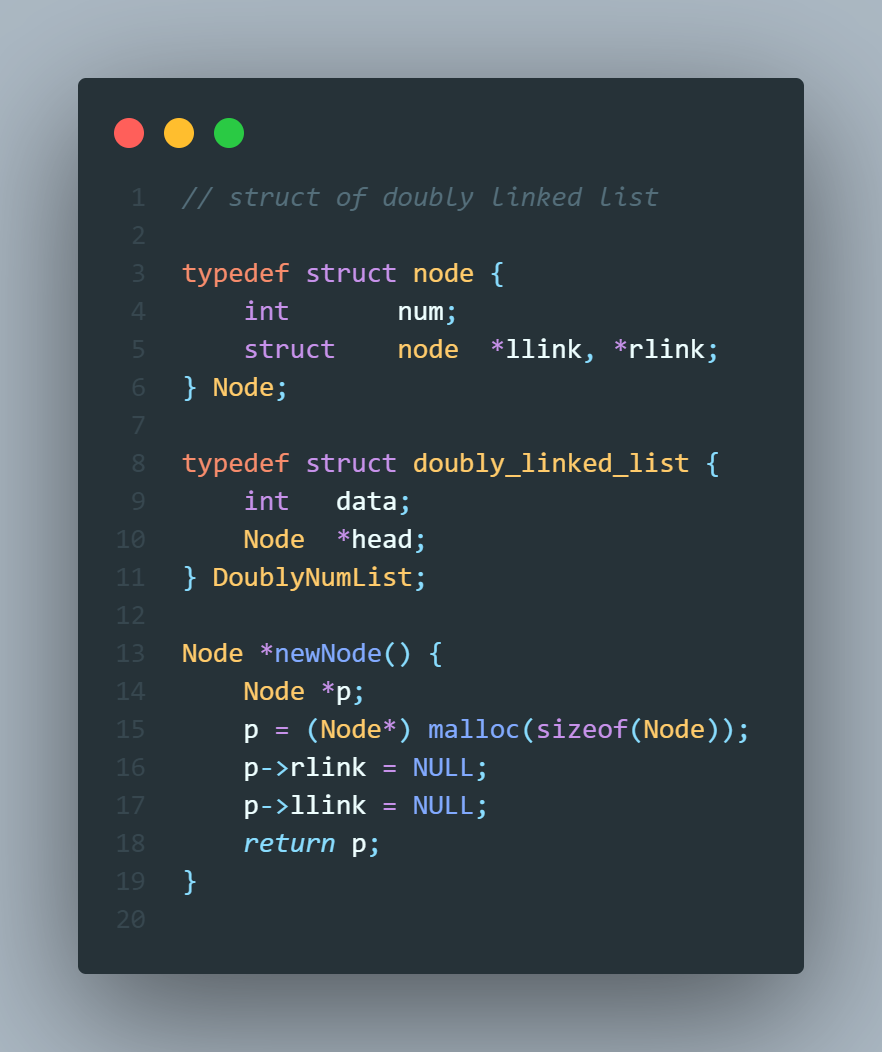 1 // struct of doubly linked list
2
3 typedef struct node {
4     int       num;
5     struct    node  *llink, *rlink;
6 } Node;
7
8 typedef struct doubly_linked_list {
9     int   data;
10     Node  *head;
11 } DoublyNumList;
12
13 Node *newNode() {
14     Node *p;
15     p = (Node*) malloc(sizeof(Node));
16     p->rlink = NULL;
17     p->llink = NULL;
18     return p;
19 }
20